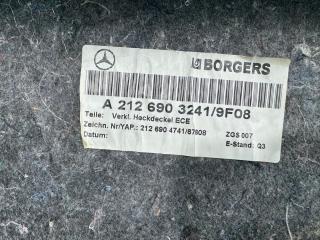 BORGERS
A 212 690 3241/9F08
Teile: Verkl. Heckdeckel ECE
Zeichn. Nr/YAP.: 212 690 4741/87808 ZGS 007
Datum: E-Stand: Q3